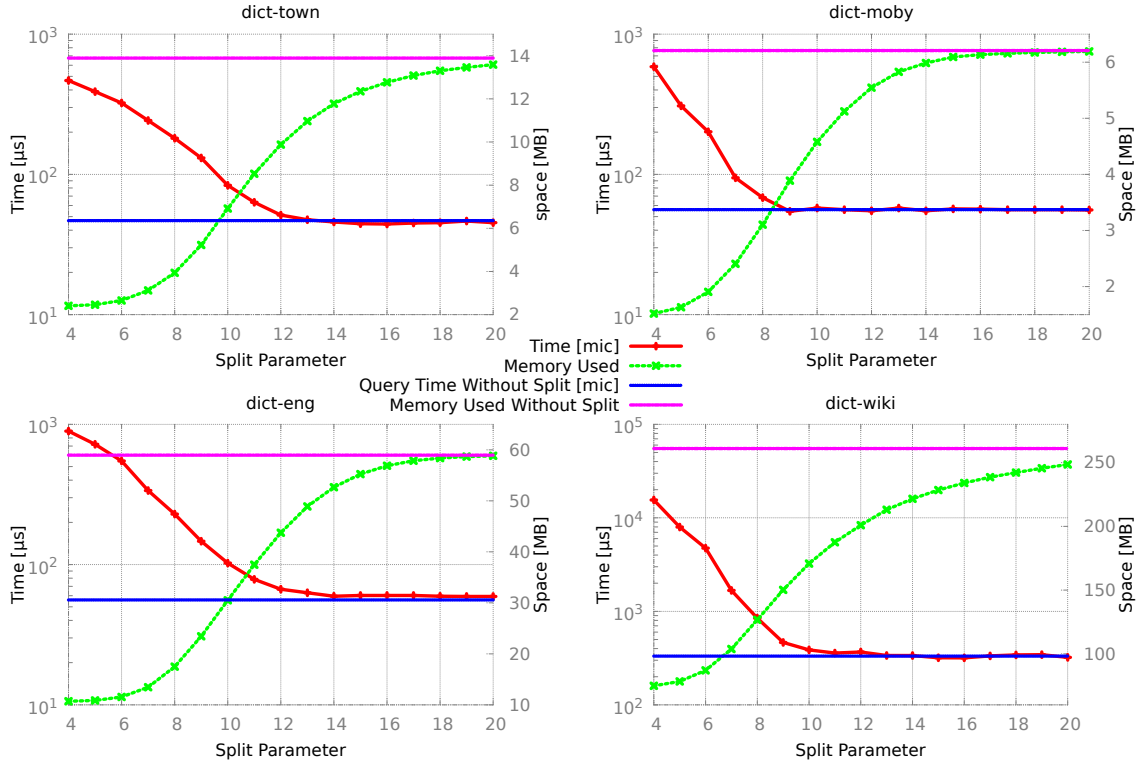 dict-town
10³
10²
10¹
4 6 8 10 12 14 16 18 20
14
12
10
8
6
4
2
Time [µs]
space [MB]
Split Parameter
dict-moby
10³
10²
10¹
4 6 8 10 12 14 16 18 20
6
5
4
3
2
Time [µs]
Space [MB]
Split Parameter
Time [mic]
Memory Used
Query Time Without Split [mic]
Memory Used Without Split
dict-eng
10³
10²
10¹
4 6 8 10 12 14 16 18 20
60
50
40
30
20
10
Time [µs]
Space [MB]
Split Parameter
dict-wiki
10⁵
10⁴
10³
10²
4 6 8 10 12 14 16 18 20
250
200
150
100
Time [µs]
Space [MB]
Split Parameter